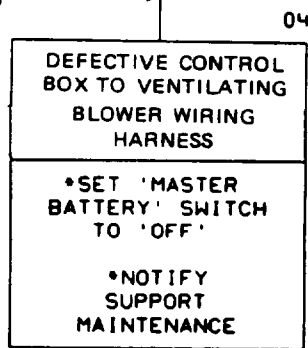 04
DEFECTIVE CONTROL
BOX TO VENTILATING
BLOWER WIRING
HARNESS
•SET 'MASTER
BATTERY' SWITCH
TO 'OFF'
•NOTIFY
SUPPORT
MAINTENANCE